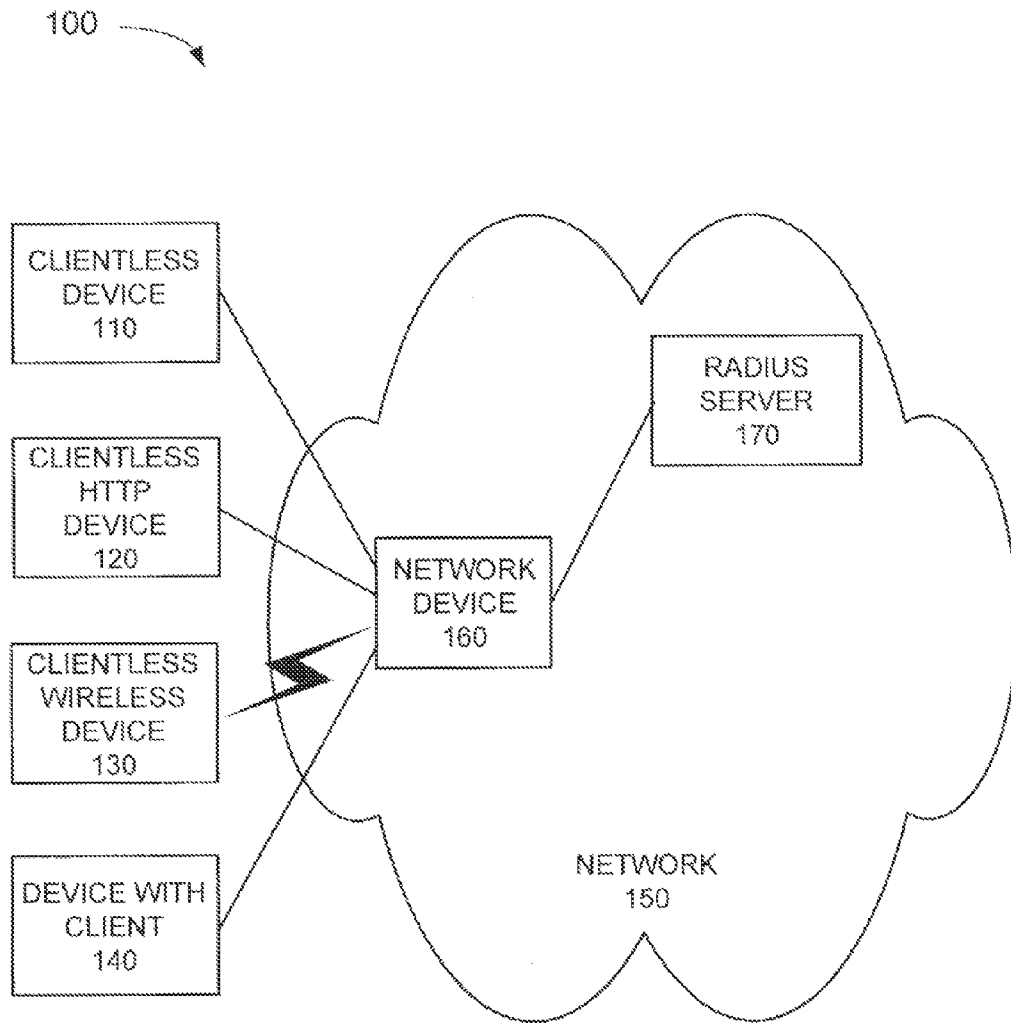 100
CLIENTLESS
DEVICE
110
CLIENTLESS
HTTP
DEVICE
120
CLIENTLESS
WIRELESS
DEVICE
130
DEVICE WITH
CLIENT
140
NETWORK
DEVICE
160
RADIUS
SERVER
170
NETWORK
150